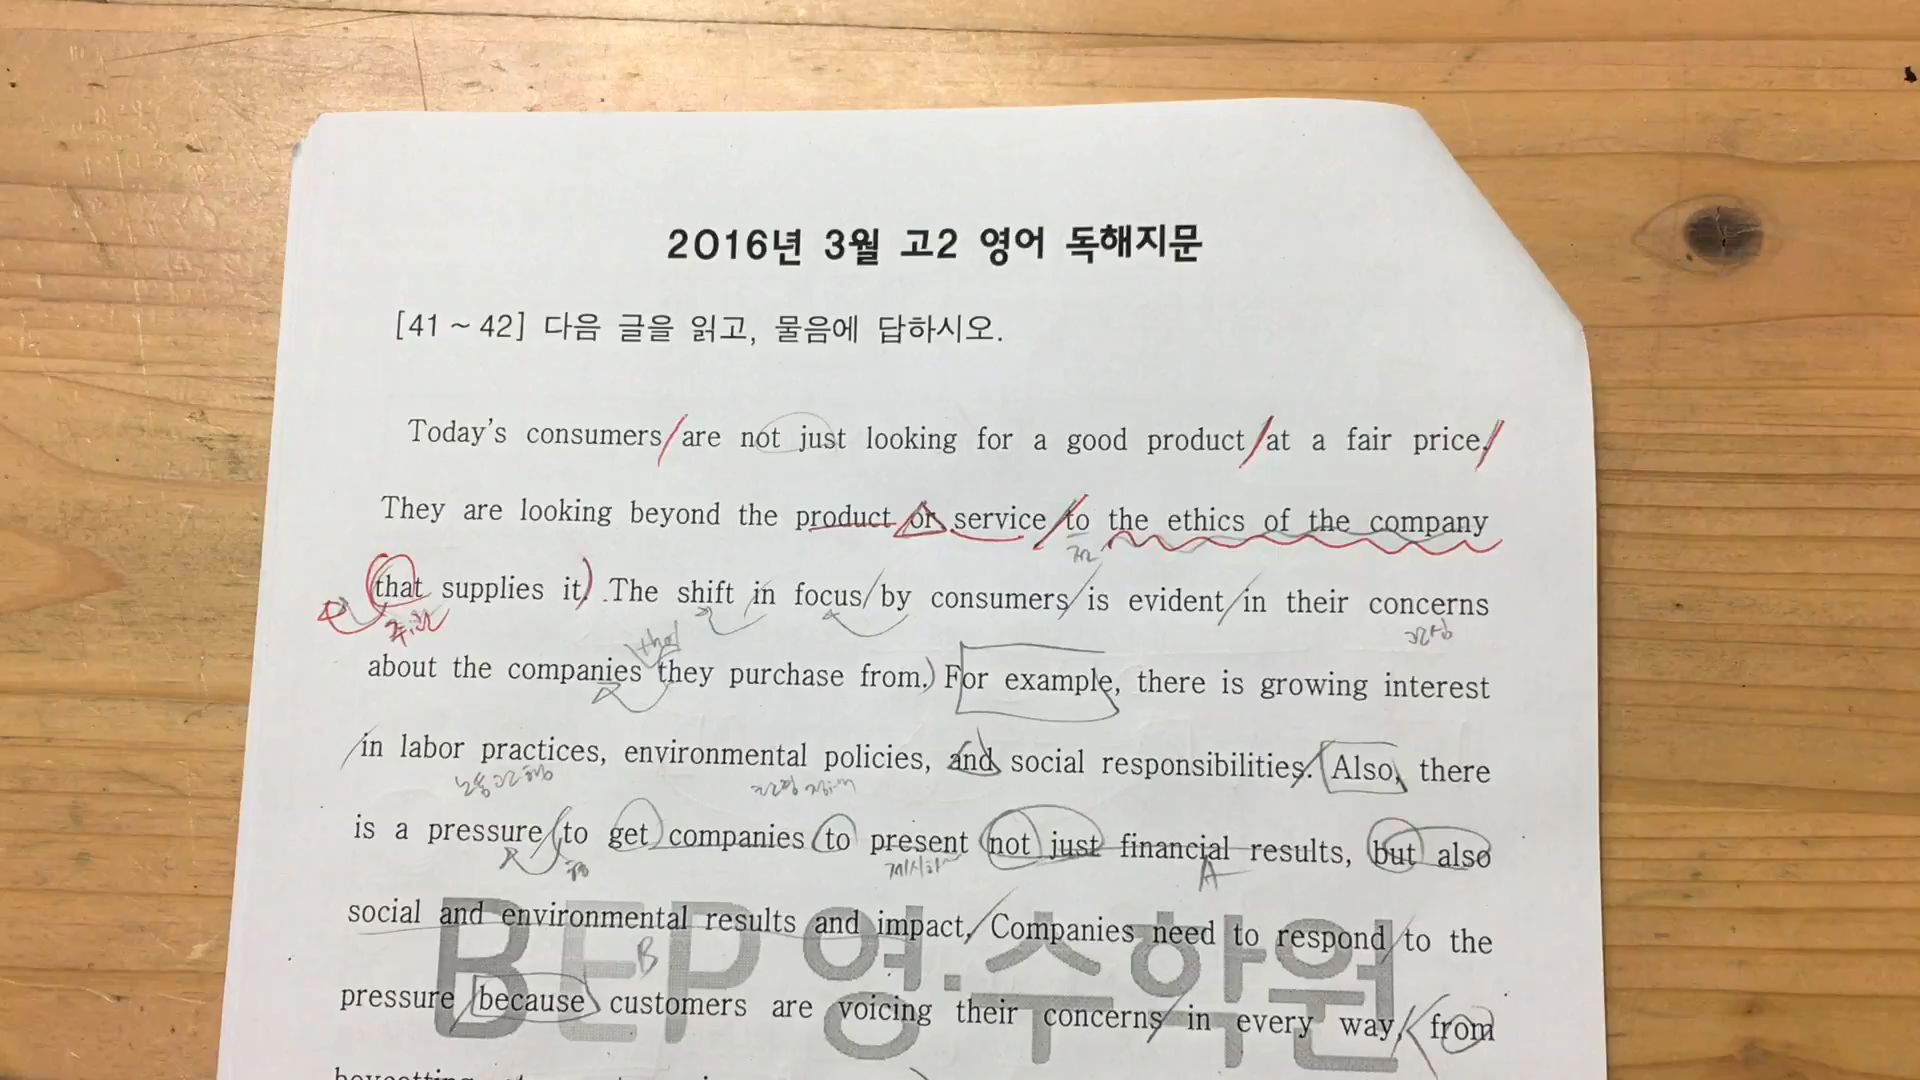 2016년 3월 고2 영어 독해지문
[41 ~ 42] 다음 글을 읽고, 물음에 답하시오.
Today's consumers are not just looking for a good product at a fair price.
They are looking beyond the product or service to the ethics of the company
that supplies it. The shift in focus by consumers is evident in their concerns
관심
that
about the companies they purchase from. For example, there is growing interest
in labor practices, environmental policies, and social responsibilities. Also, there
is a pressure to get companies to present not just financial results, but also
제시하다
A
social and environmental results and impact. Companies need to respond to the
B
pressure because customers are voicing their concerns in every way, from
BEP 영·수학원